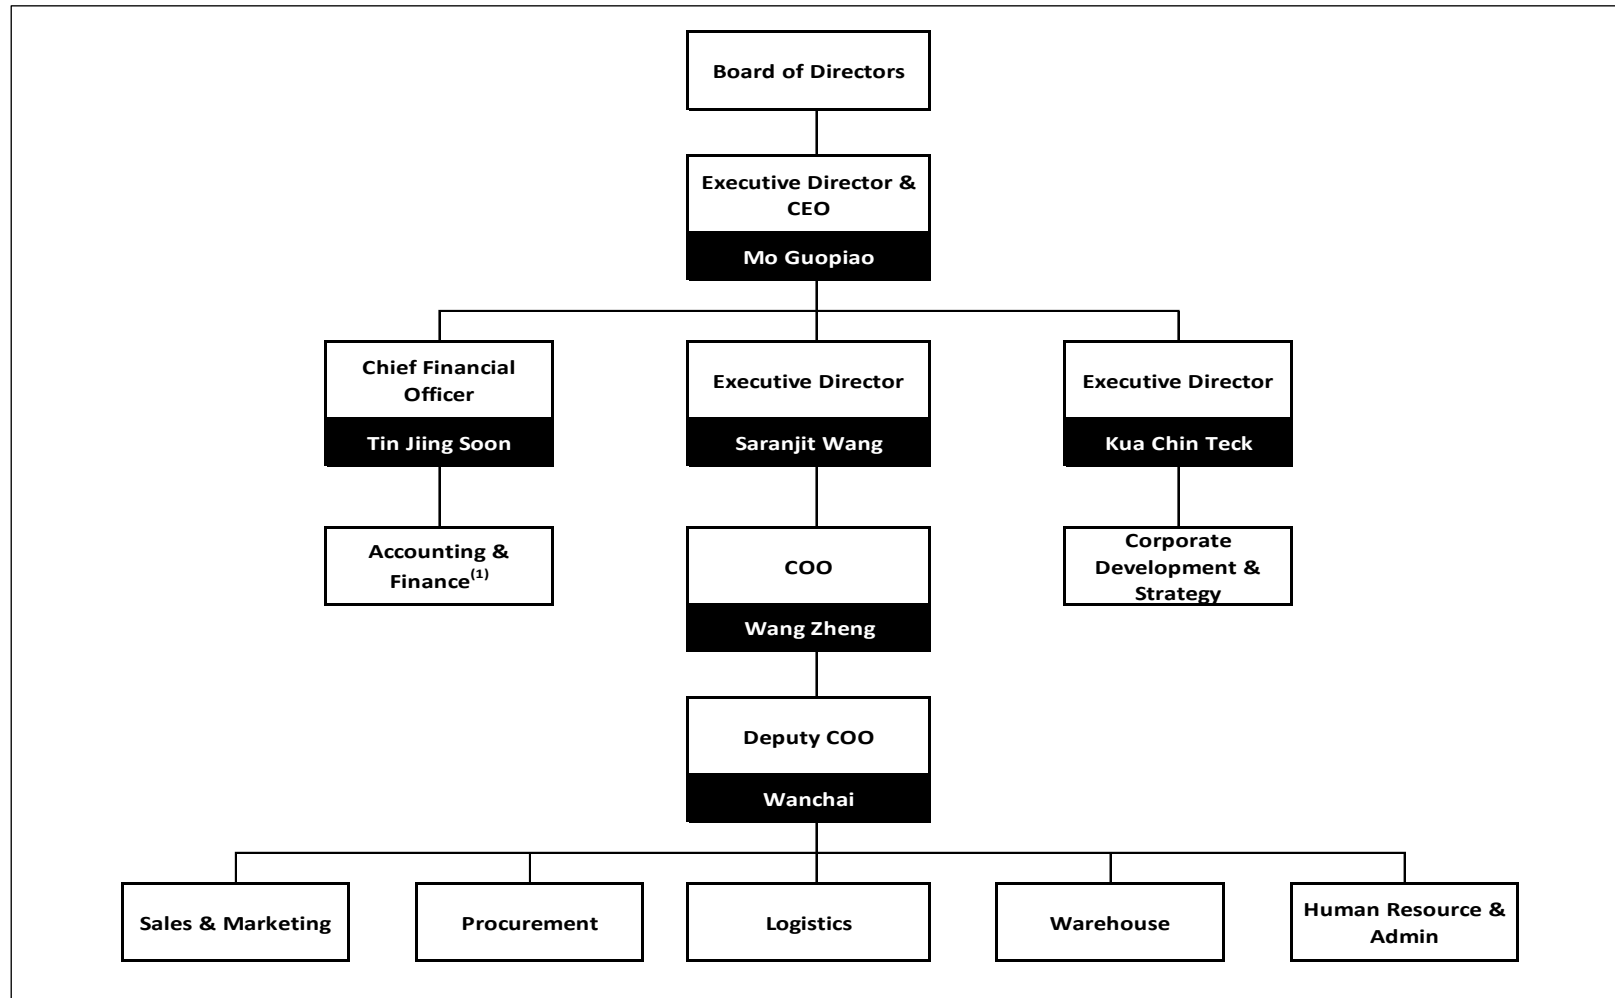 Board of Directors
Executive Director &
CEO
Mo Guopiao
Chief Financial
Officer
Tin Jiing Soon
Executive Director
Saranjit Wang
Executive Director
Kua Chin Teck
Accounting &
Finance(1)
COO
Wang Zheng
Corporate
Development &
Strategy
Deputy COO
Wanchai
Sales & Marketing
Procurement
Logistics
Warehouse
Human Resource &
Admin